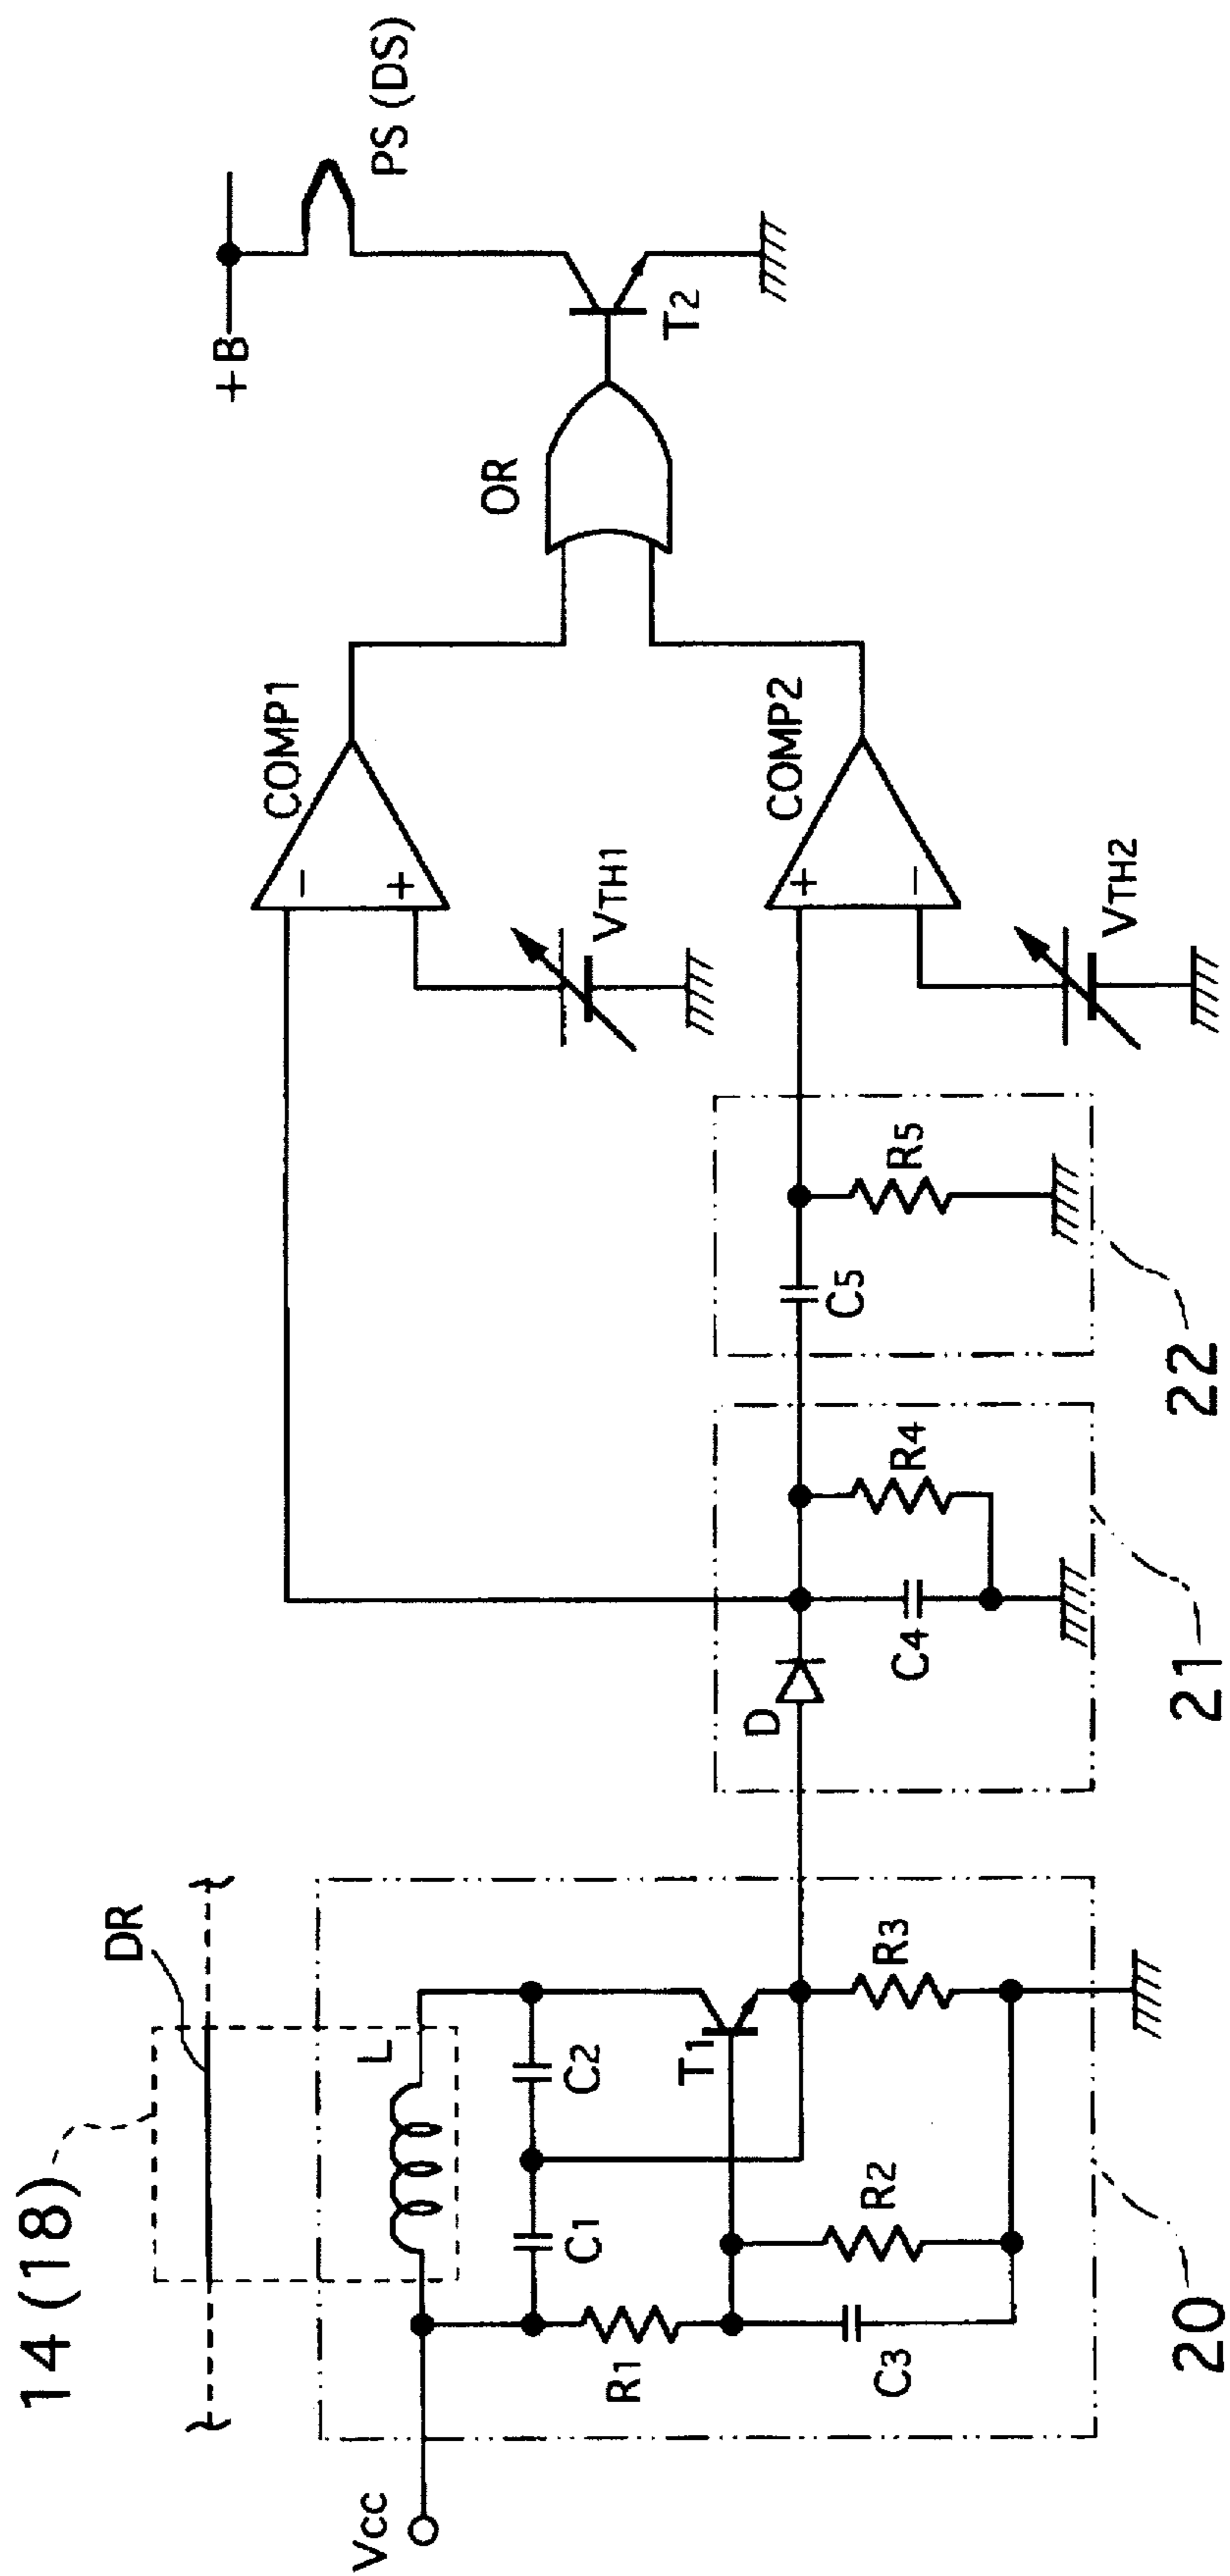 14 (18)
DR
Vcc
L
C1
C2
R1
T1
C3
R2
R3
20
D
C4
R4
21
C5
R5
22
COMP1
−
+
VTH1
COMP2
+
−
VTH2
OR
+B
PS (DS)
T2